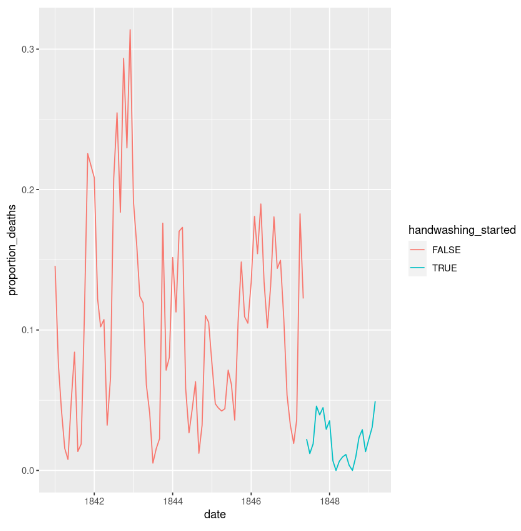 0.3
0.2
0.1
0.0
proportion_deaths
1842 1844 1846 1848
date
handwashing_started
FALSE
TRUE